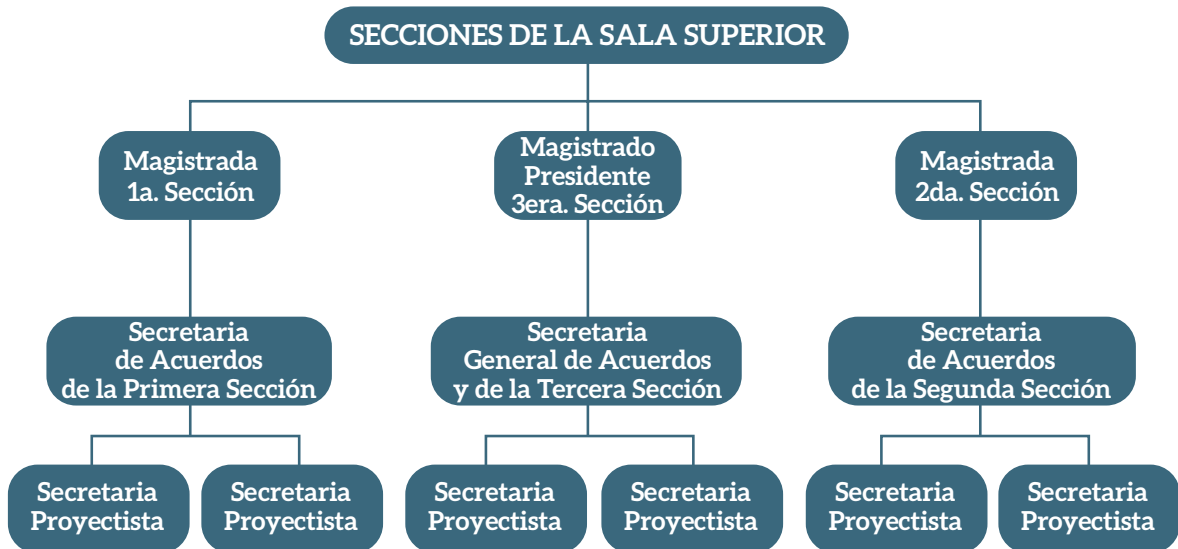 SECCIONES DE LA SALA SUPERIOR
Magistrada
1a. Sección
Magistrado
Presidente
3era. Sección
Magistrada
2da. Sección
Secretaria
de Acuerdos
de la Primera Sección
Secretaria
General de Acuerdos
y de la Tercera Sección
Secretaria
de Acuerdos
de la Segunda Sección
Secretaria
Proyectista
Secretaria
Proyectista
Secretaria
Proyectista
Secretaria
Proyectista
Secretaria
Proyectista
Secretaria
Proyectista